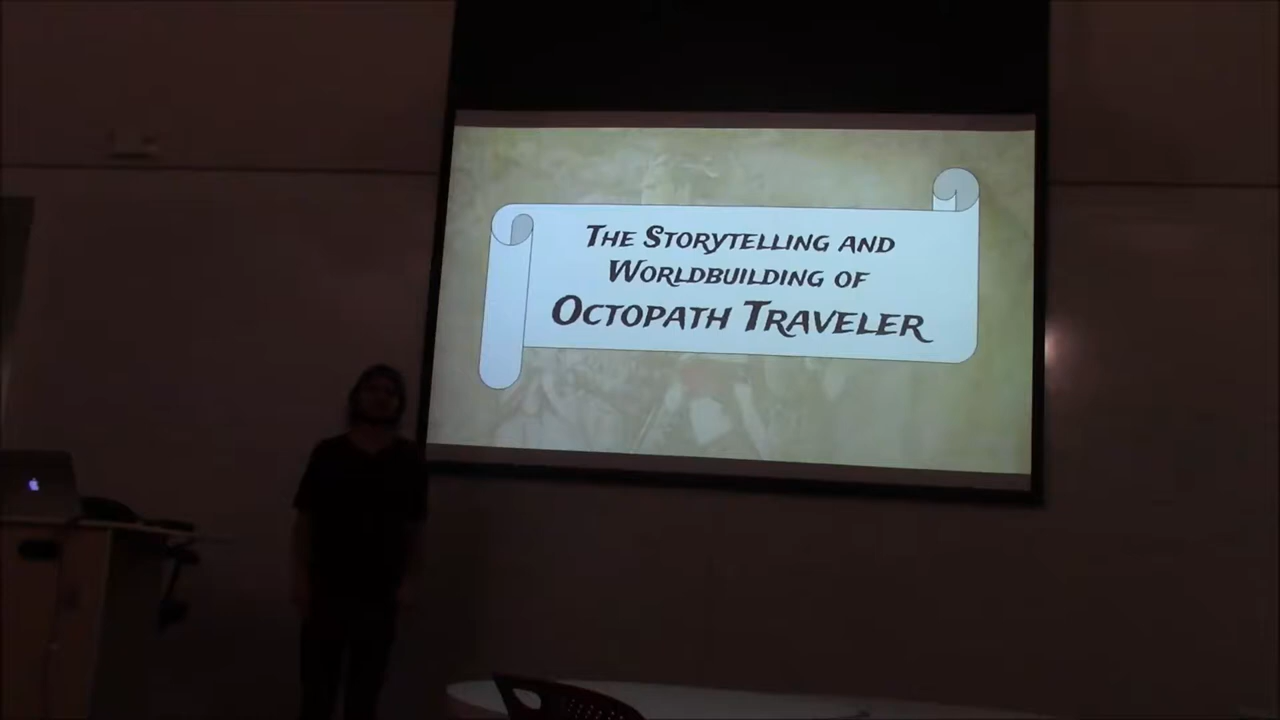 The Storytelling and
Worldbuilding of
Octopath Traveler